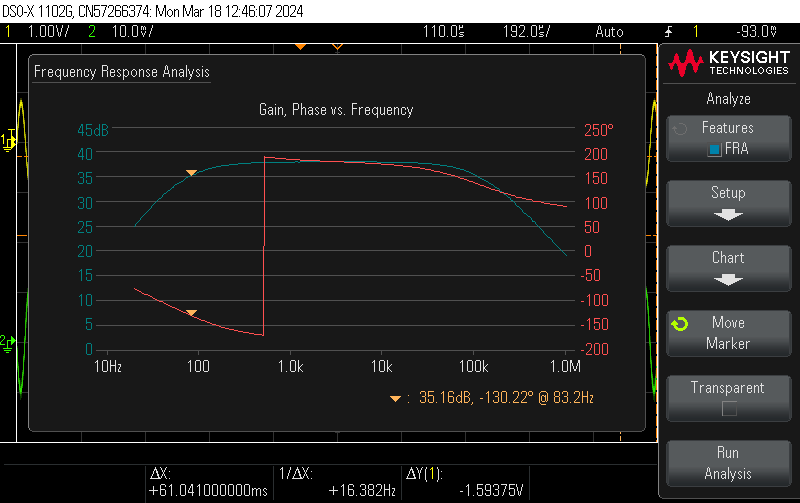 DSO-X 1102G, CN57266374: Mon Mar 18 12:46:07 2024
1 1.00V/ 2 10.0V/ 110.0s 192.0s/ Auto 1 -93.0V
KEYSIGHT
TECHNOLOGIES
Frequency Response Analysis
Analyze
Gain, Phase vs. Frequency
Features
FRA
45dB 250°
40 200
35 150
30 100
25 50
20 0
15 -50
10 -100
5 -150
0 -200
10Hz 100 1.0k 10k 100k 1.0M
35.16dB, -130.22° @ 83.2Hz
Setup
Chart
Move
Marker
Transparent
Run
Analysis
1
2
ΔX: 1/ΔX: ΔY(1):
+61.041000000ms +16.382Hz -1.59375V